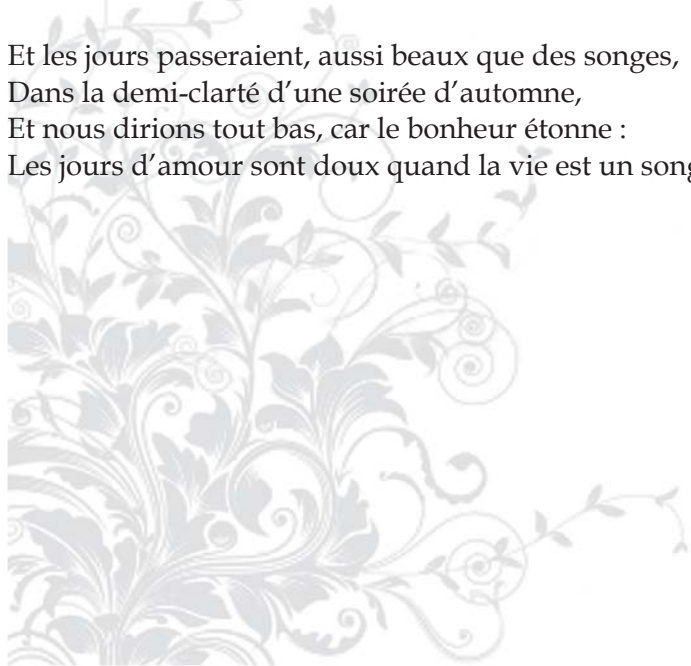 Et les jours passeraient, aussi beaux que des songes,
Dans la demi-clarté d’une soirée d’automne,
Et nous dirions tout bas, car le bonheur étonne :
Les jours d’amour sont doux quand la vie est un